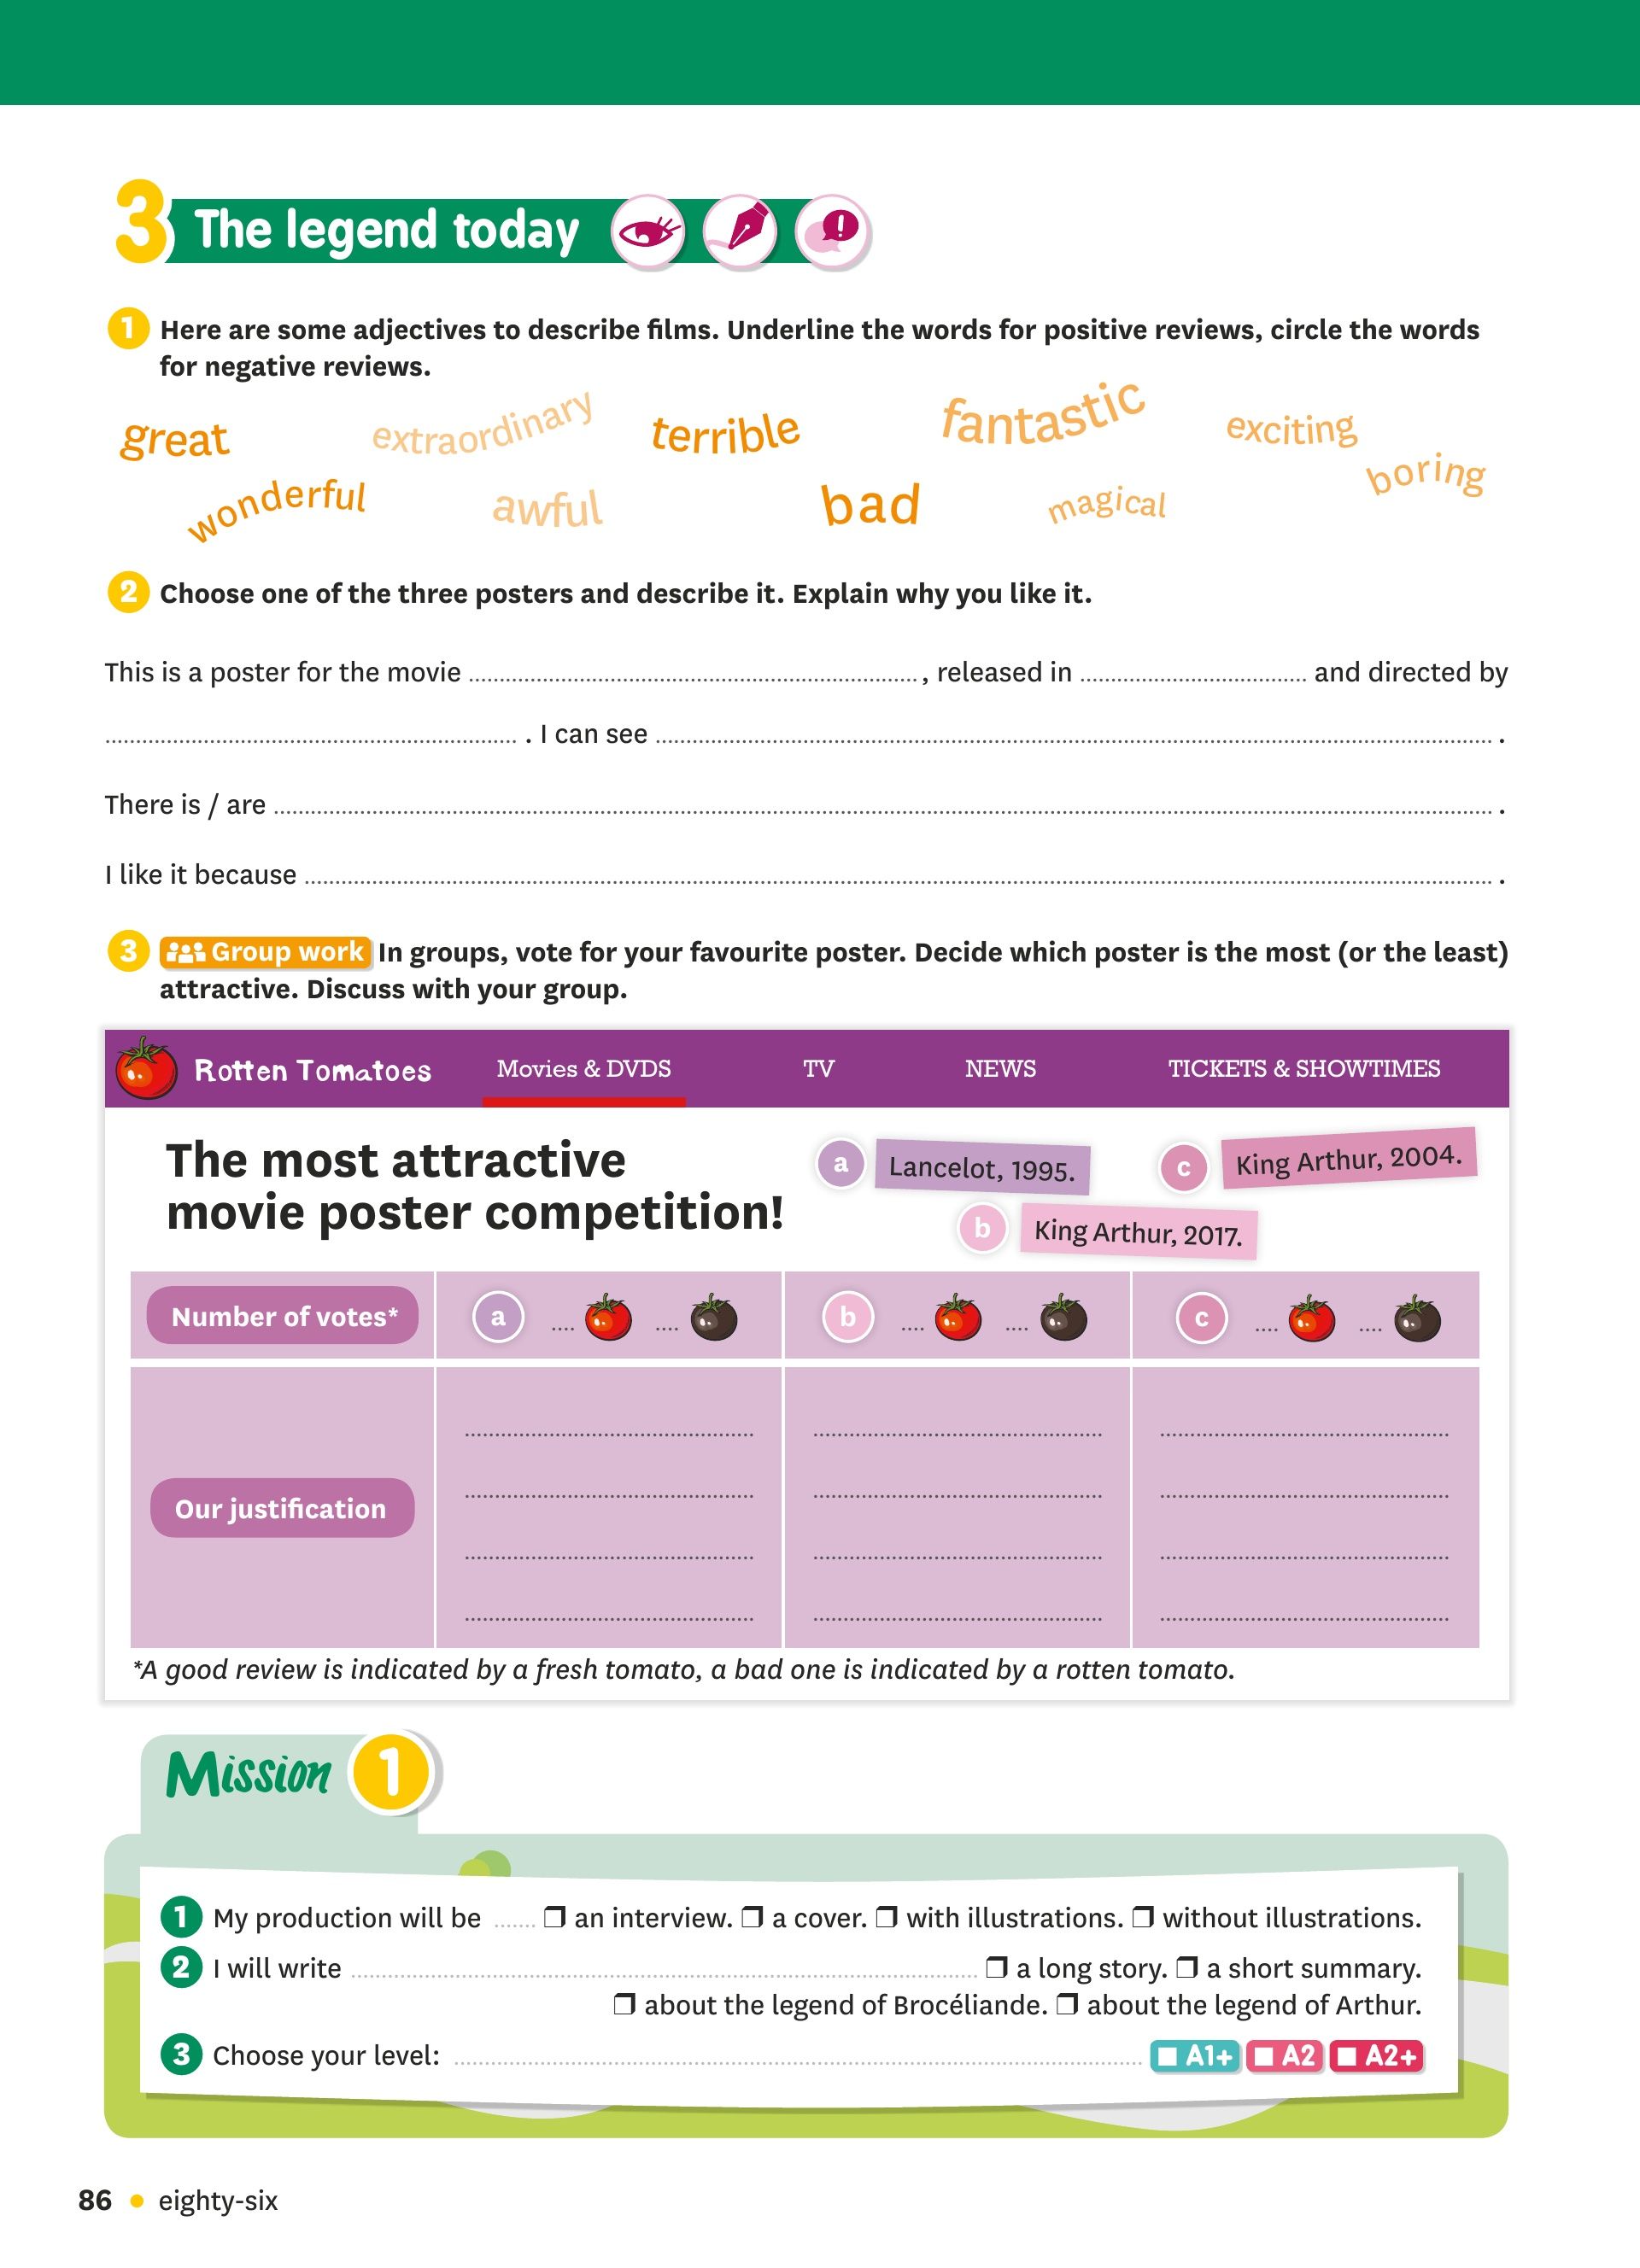 3 The legend today
1 Here are some adjectives to describe films. Underline the words for positive reviews, circle the words
for negative reviews.
great extraordinary terrible fantastic exciting
wonderful awful bad magical boring
2 Choose one of the three posters and describe it. Explain why you like it.
This is a poster for the movie ........................, released in ............ and directed by
........................ . I can see ........................ .
There is / are ........................ .
I like it because ........................ .
3 Group work In groups, vote for your favourite poster. Decide which poster is the most (or the least)
attractive. Discuss with your group.
Rotten Tomatoes Movies & DVDS TV NEWS TICKETS & SHOWTIMES
The most attractive
movie poster competition!
a Lancelot, 1995. c King Arthur, 2004.
b King Arthur, 2017.
Number of votes* a .... .... b .... .... c .... ....
Our justification
*A good review is indicated by a fresh tomato, a bad one is indicated by a rotten tomato.
Mission 1
1 My production will be ....... ❒ an interview. ❒ a cover. ❒ with illustrations. ❒ without illustrations.
2 I will write ........................ ❒ a long story. ❒ a short summary.
❒ about the legend of Brocéliande. ❒ about the legend of Arthur.
3 Choose your level: ........................ ■ A1+ ■ A2 ■ A2+
86 • eighty-six